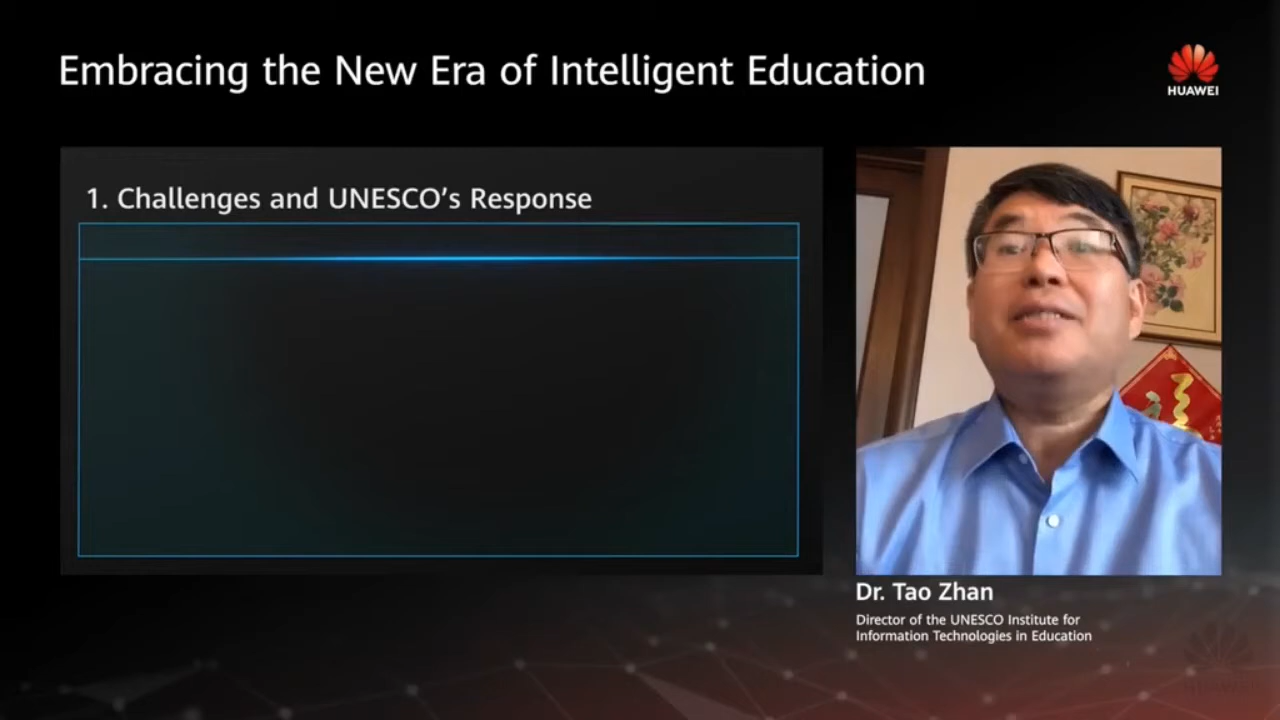 Embracing the New Era of Intelligent Education
HUAWEI
1. Challenges and UNESCO's Response
Dr. Tao Zhan
Director of the UNESCO Institute for
Information Technologies in Education